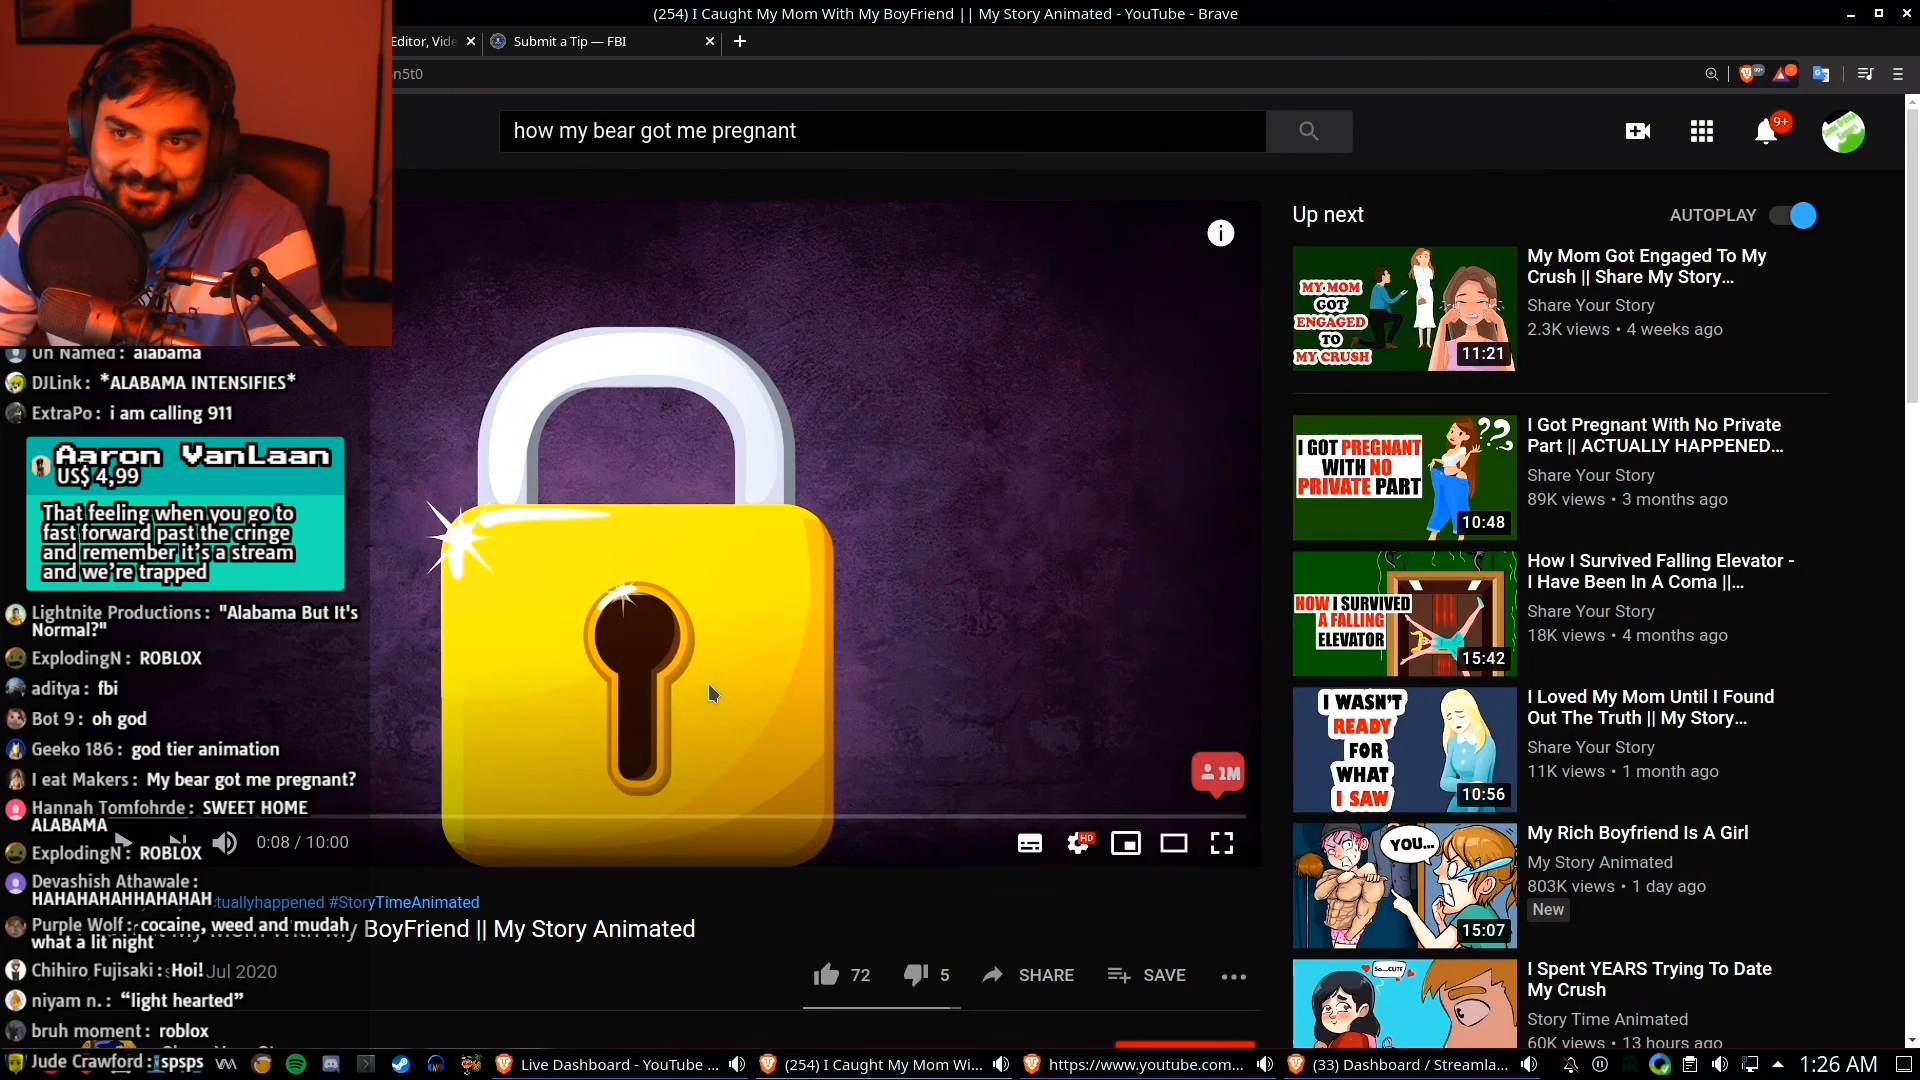 (254) I Caught My Mom With My BoyFriend || My Story Animated - YouTube - Brave
Editor, Vide
Submit a Tip — FBI
n5t0
how my bear got me pregnant
9+
Up next
AUTOPLAY
MY MOM
GOT
ENGAGED
TO
MY CRUSH
11:21
My Mom Got Engaged To My
Crush || Share My Story...
Share Your Story
2.3K views • 4 weeks ago
I GOT PREGNANT
WITH NO
PRIVATE PART
??
10:48
I Got Pregnant With No Private
Part || ACTUALLY HAPPENED...
Share Your Story
89K views • 3 months ago
HOW I SURVIVED
A FALLING
ELEVATOR
15:42
How I Survived Falling Elevator -
I Have Been In A Coma ||...
Share Your Story
18K views • 4 months ago
I WASN'T
READY
FOR
WHAT
I SAW
10:56
I Loved My Mom Until I Found
Out The Truth || My Story...
Share Your Story
11K views • 1 month ago
YOU...
15:07
My Rich Boyfriend Is A Girl
My Story Animated
803K views • 1 day ago
New
So...CUTE
I Spent YEARS Trying To Date
My Crush
Story Time Animated
60K views • 13 hours ago
Un Named : alabama
DJLink : *ALABAMA INTENSIFIES*
ExtraPo : i am calling 911
Aaron VanLaan
US$ 4,99
That feeling when you go to
fast forward past the cringe
and remember it's a stream
and we're trapped
Lightnite Productions : "Alabama But It's
Normal?"
ExplodingN : ROBLOX
aditya : fbi
Bot 9 : oh god
Geeko 186 : god tier animation
I eat Makers : My bear got me pregnant?
Hannah Tomfohrde : SWEET HOME
ALABAMA
ExplodingN : ROBLOX
Devashish Athawale :
HAHAHAHAHHAHAHAH
Purple Wolf : cocaine, weed and mudah
what a lit night
Chihiro Fujisaki : Hoi!
niyam n. : “light hearted”
bruh moment : roblox
Jude Crawford : spsps
1M
0:08 / 10:00
HD
tuallyhappened #StoryTimeAnimated
My Mom With My BoyFriend || My Story Animated
Jul 2020
72
5
SHARE
SAVE
Live Dashboard - YouTube ...
(254) I Caught My Mom Wi...
https://www.youtube.com...
(33) Dashboard / Streamla...
1:26 AM